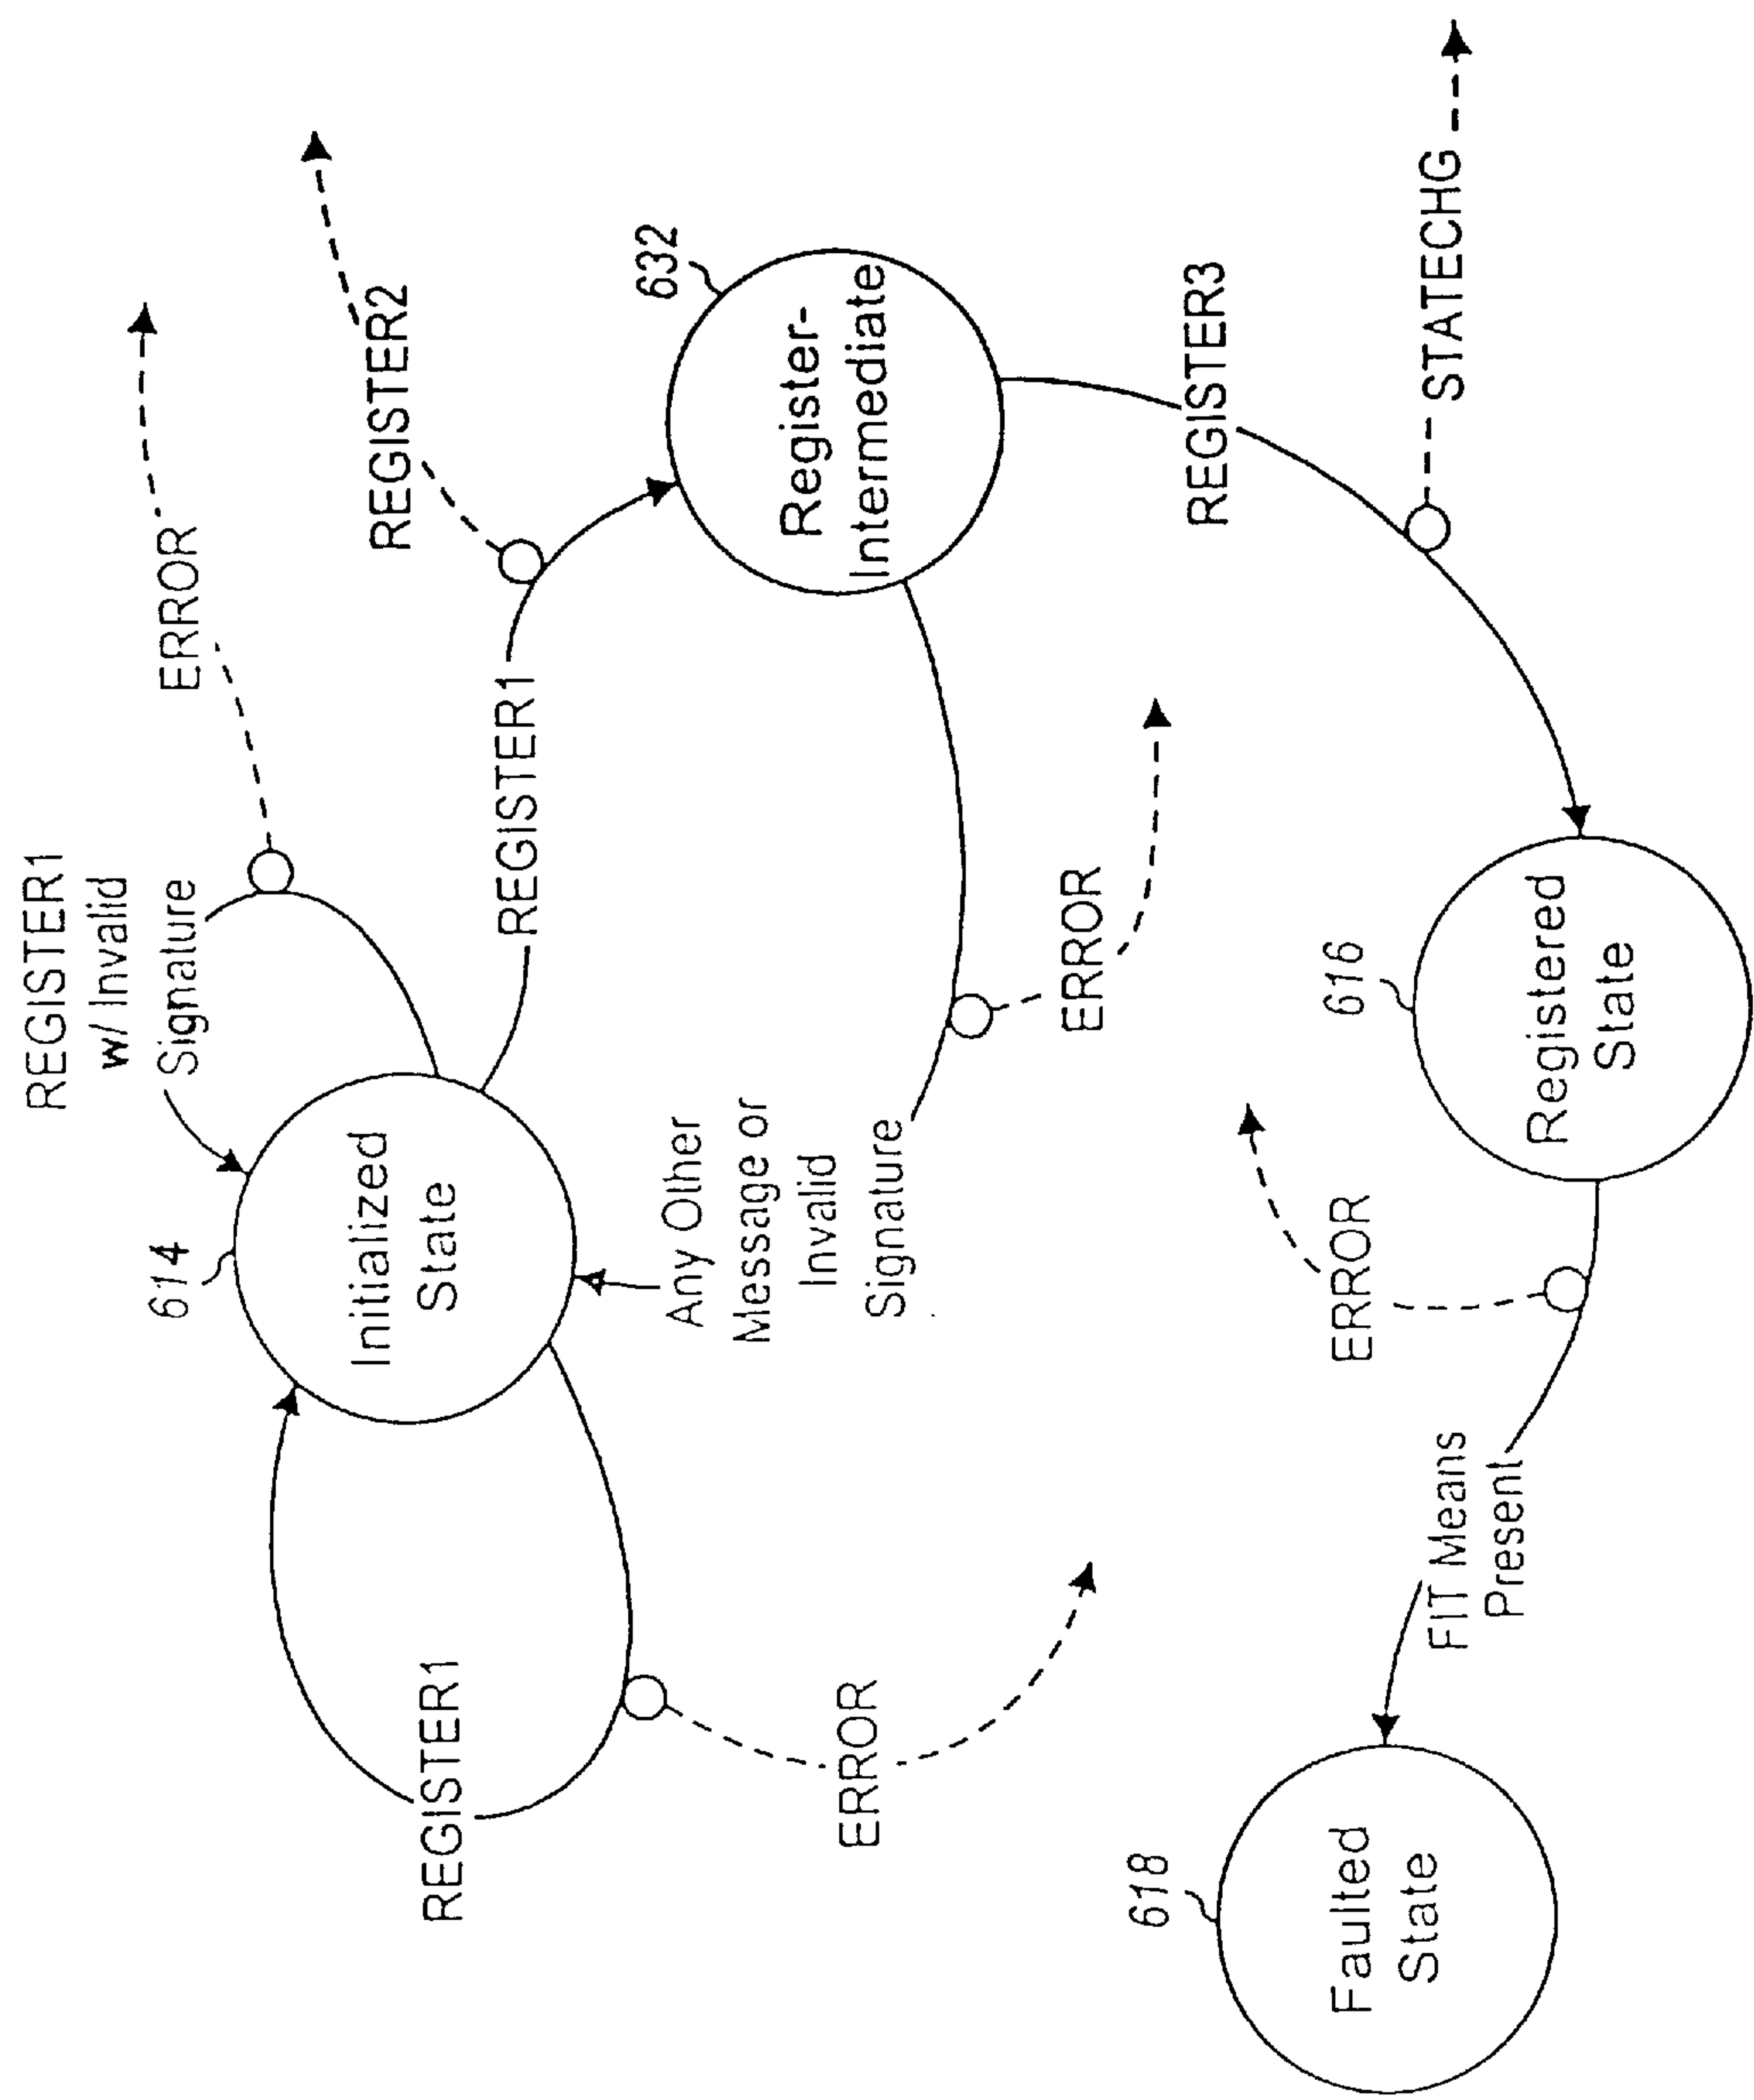 REGISTER1
w/ Invalid
Signature
ERROR
614
Initialized
State
REGISTER1
REGISTER1
REGISTER2
ERROR
Any Other
Message or
Invalid
Signature
632
Register-
Intermediate
ERROR
REGISTER3
618
Faulted
State
FIT Means
Present
ERROR
616
Registered
State
STATECHG